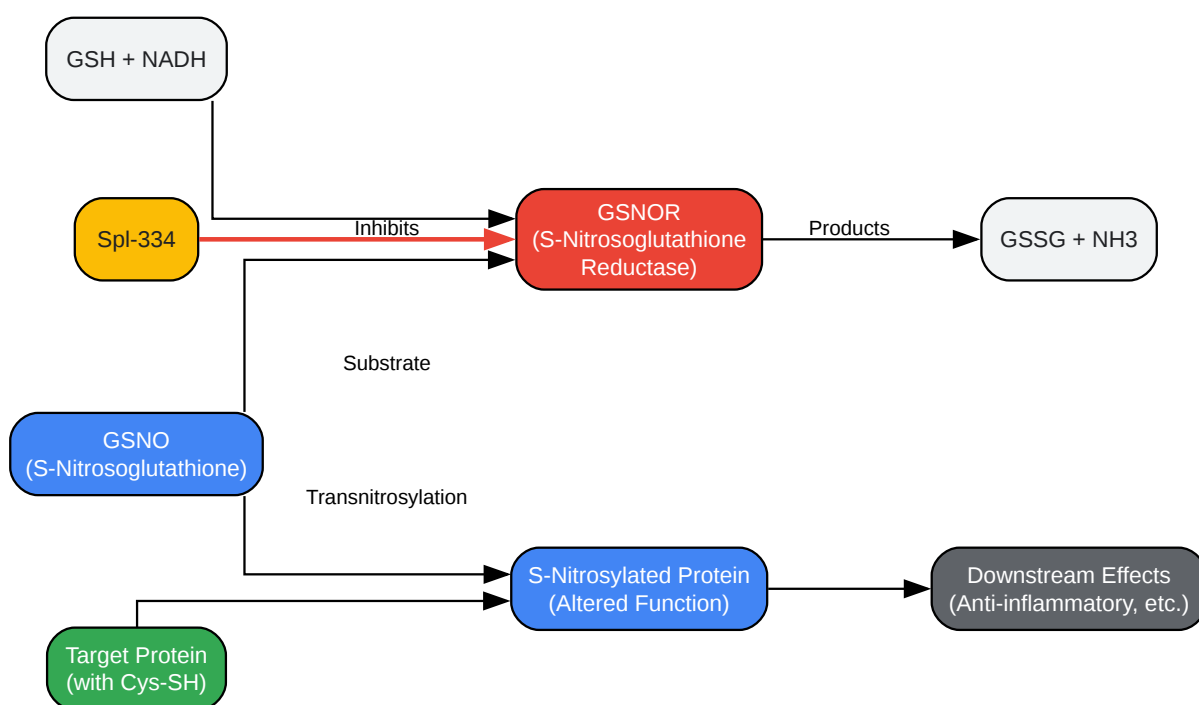 GSH + NADH
Spl-334
Inhibits
GSNOR
(S-Nitrosoglutathione
Reductase)
Products
GSSG + NH3
Substrate
GSNO
(S-Nitrosoglutathione)
Transnitrosylation
S-Nitrosylated Protein
(Altered Function)
Downstream Effects
(Anti-inflammatory, etc.)
Target Protein
(with Cys-SH)